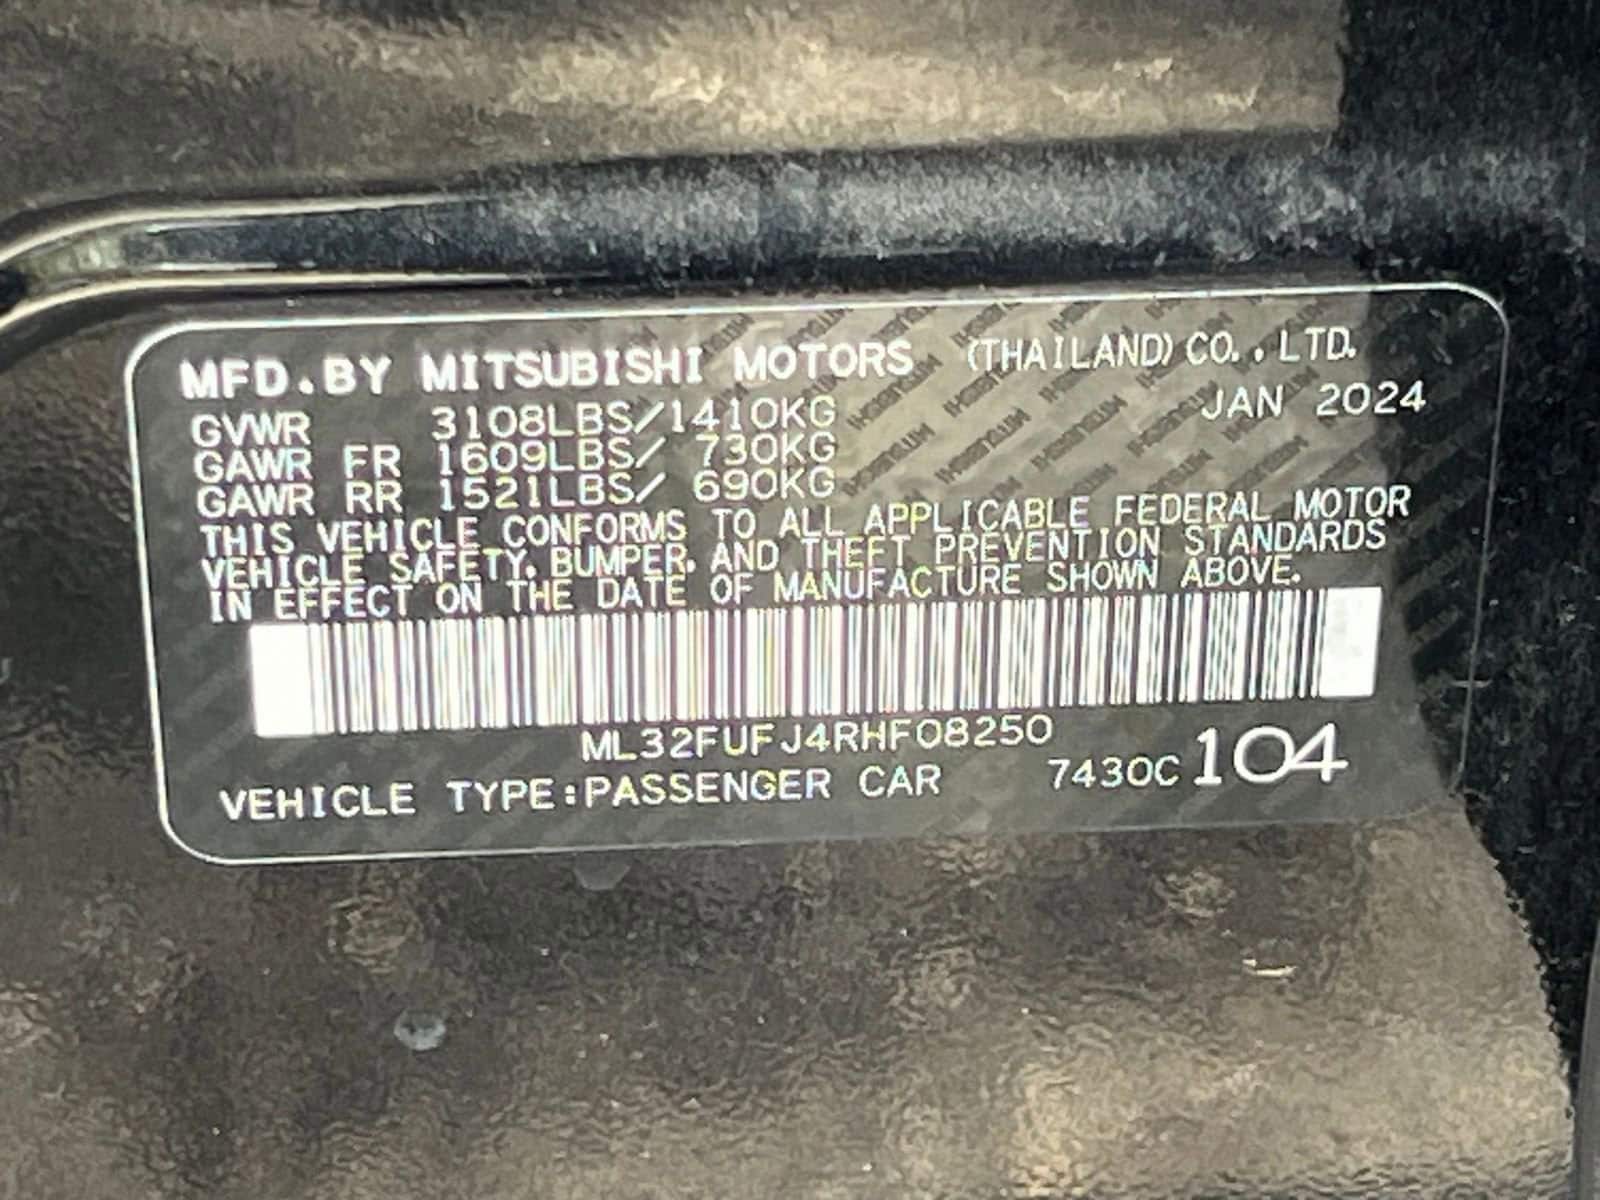 MFD.BY MITSUBISHI MOTORS (THAILAND) CO.,LTD.
JAN 2024
GVWR 3108LBS/1410KG
GAWR FR 1609LBS/ 730KG
GAWR RR 1521LBS/ 690KG
THIS VEHICLE CONFORMS TO ALL APPLICABLE FEDERAL MOTOR
VEHICLE SAFETY, BUMPER, AND THEFT PREVENTION STANDARDS
IN EFFECT ON THE DATE OF MANUFACTURE SHOWN ABOVE.
ML32FUFJ4RHF08250
VEHICLE TYPE:PASSENGER CAR 7430C104